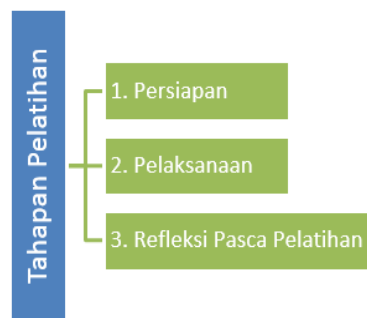 Tahapan Pelatihan
1. Persiapan
2. Pelaksanaan
3. Refleksi Pasca Pelatihan